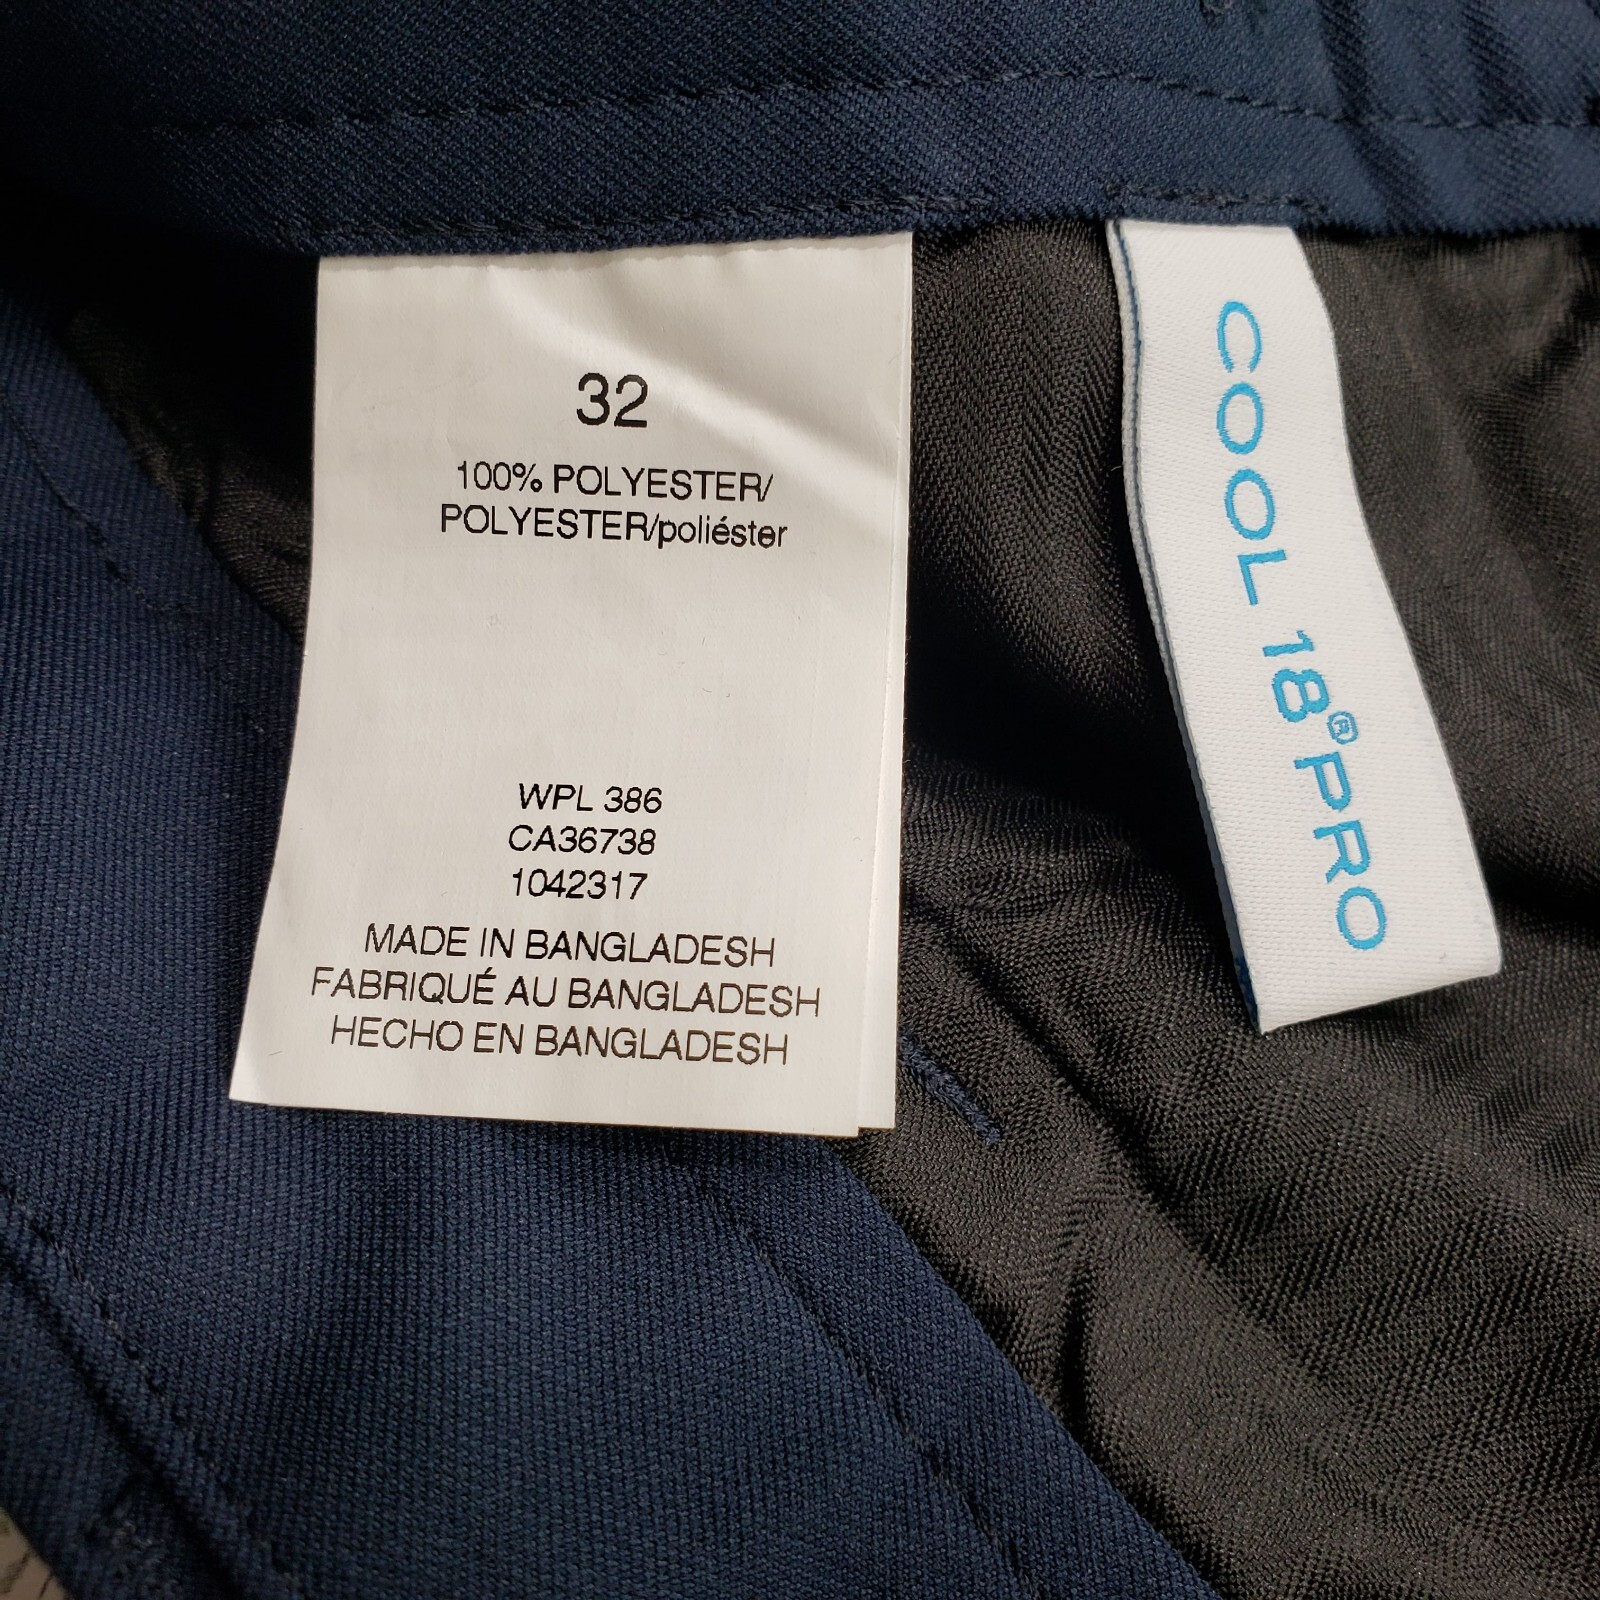 32
100% POLYESTER/
POLYESTER/poliéster
WPL 386
CA36738
1042317
MADE IN BANGLADESH
FABRIQUÉ AU BANGLADESH
HECHO EN BANGLADESH
COOL 18® PRO